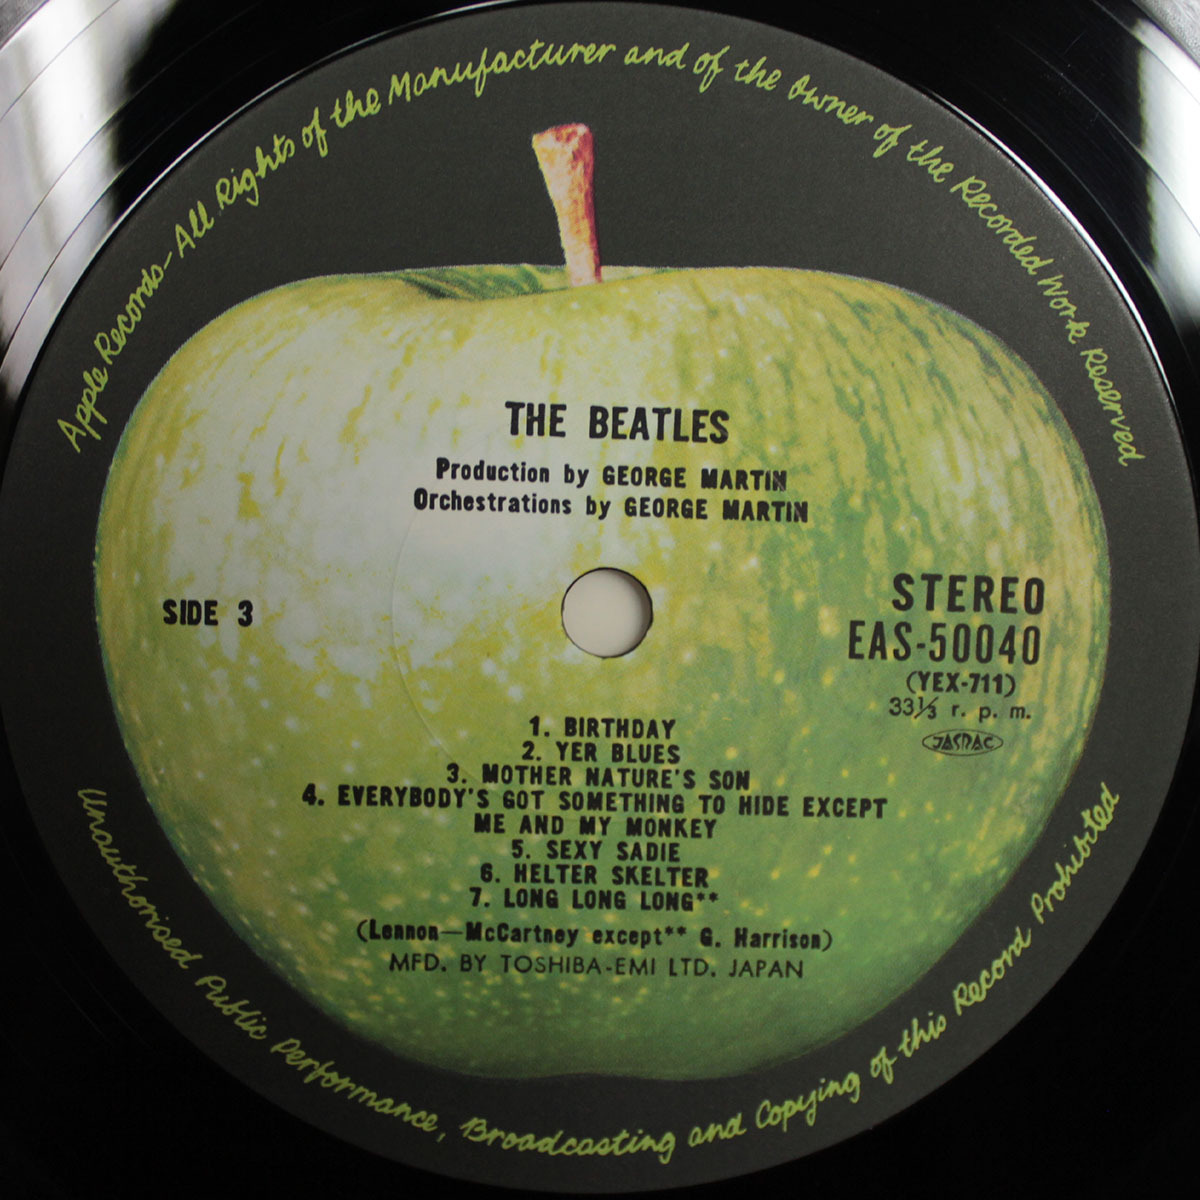 Apple Records-All Rights of the Manufacturer and of the Owner of the Recorded Work Reserved
THE BEATLES
Production by GEORGE MARTIN
Orchestrations by GEORGE MARTIN
SIDE 3
STEREO
EAS-50040
(YEX-711)
33⅓ r. p. m.
JASRAC
1. BIRTHDAY
2. YER BLUES
3. MOTHER NATURE'S SON
4. EVERYBODY'S GOT SOMETHING TO HIDE EXCEPT
ME AND MY MONKEY
5. SEXY SADIE
6. HELTER SKELTER
7. LONG LONG LONG**
(Lennon—McCartney except** G. Harrison)
MFD. BY TOSHIBA-EMI LTD. JAPAN
Unauthorised Public Performance, Broadcasting and Copying of this Record Prohibited